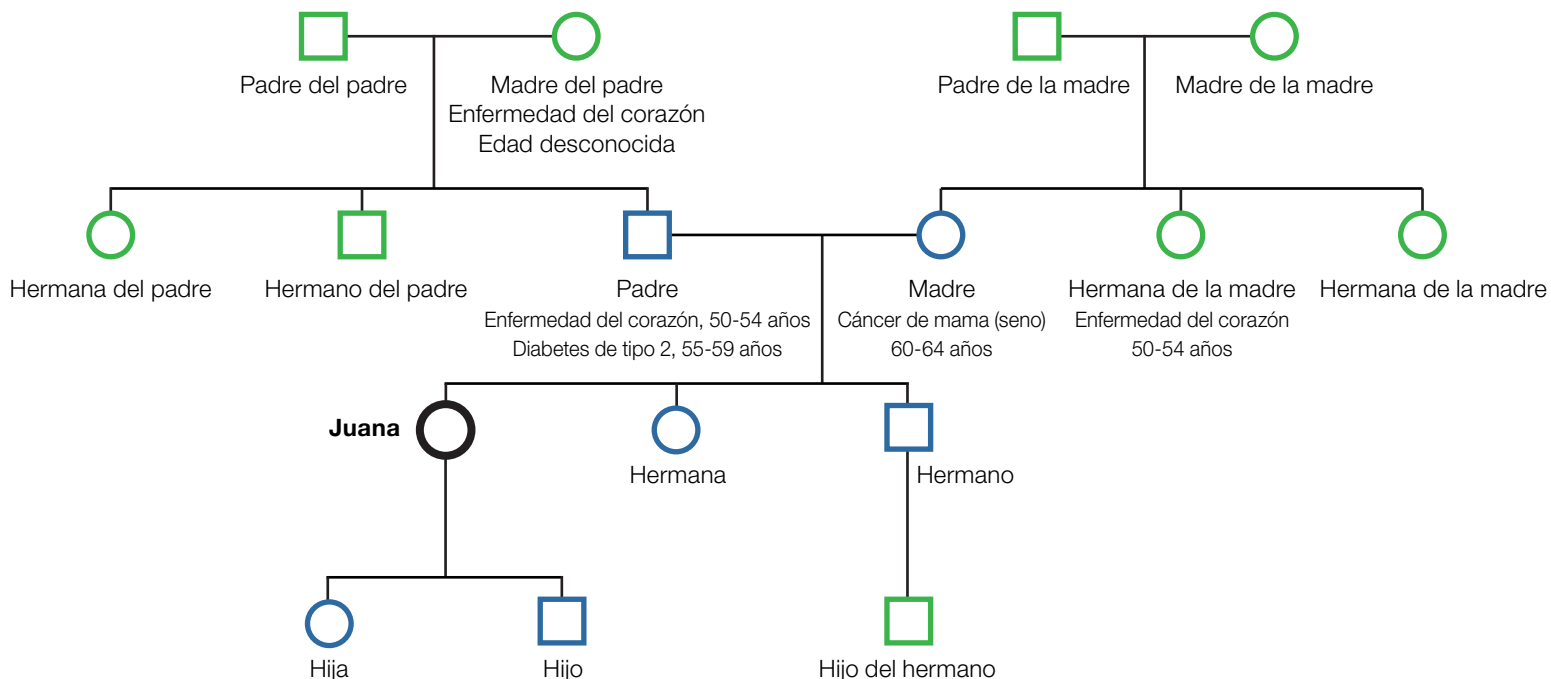 Padre del padre
Madre del padre
Enfermedad del corazón
Edad desconocida
Padre de la madre
Madre de la madre
Hermana del padre
Hermano del padre
Padre
Enfermedad del corazón, 50-54 años
Diabetes de tipo 2, 55-59 años
Madre
Cáncer de mama (seno)
60-64 años
Hermana de la madre
Enfermedad del corazón
50-54 años
Hermana de la madre
Juana
Hermana
Hermano
Hija
Hijo
Hijo del hermano